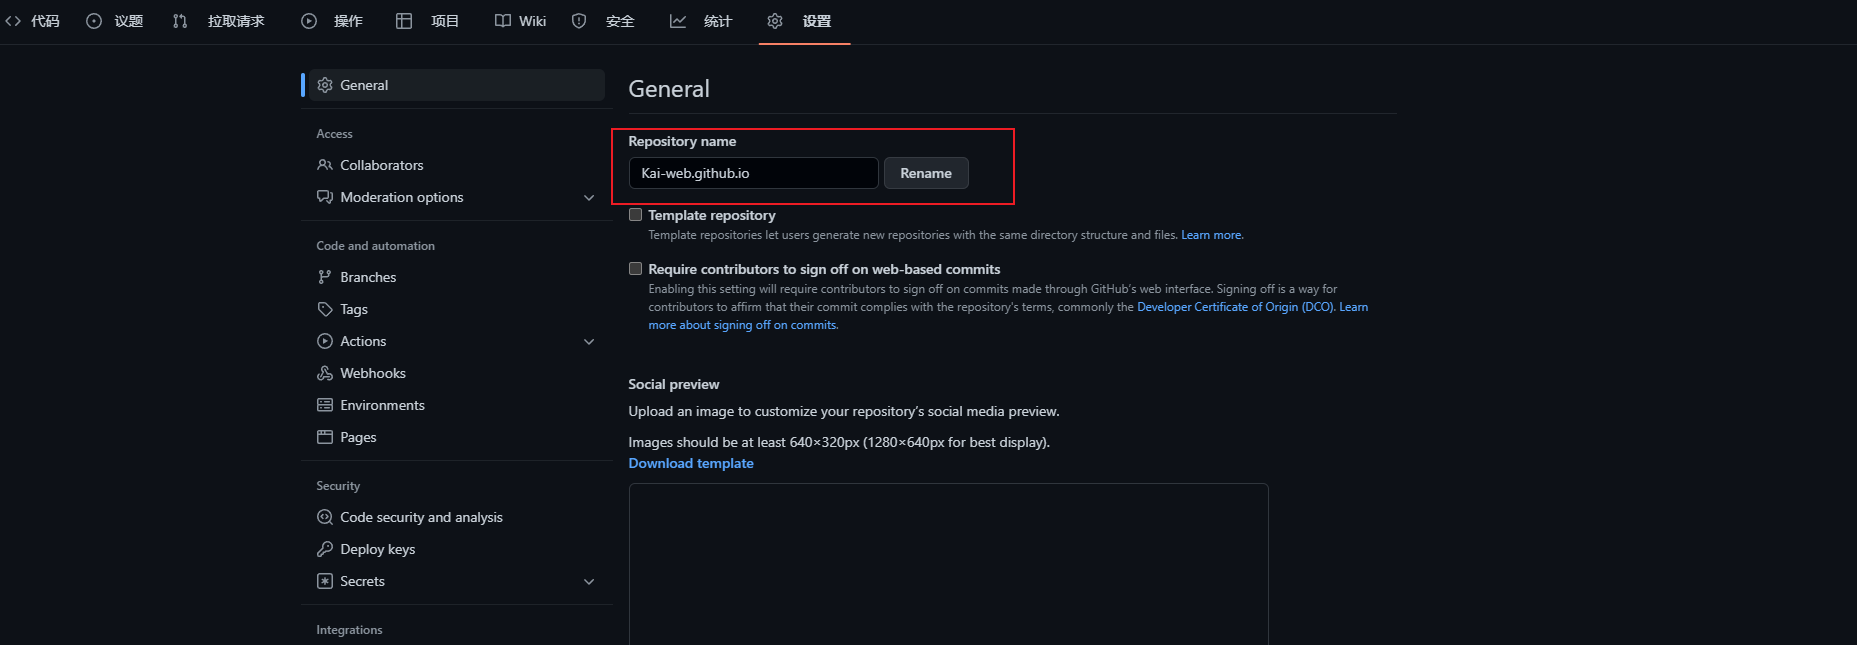 代码 议题 拉取请求 操作 项目 Wiki 安全 统计 设置
General
Access
Collaborators
Moderation options
Code and automation
Branches
Tags
Actions
Webhooks
Environments
Pages
Security
Code security and analysis
Deploy keys
Secrets
Integrations
General
Repository name
Kai-web.github.io Rename
Template repository
Template repositories let users generate new repositories with the same directory structure and files. Learn more.
Require contributors to sign off on web-based commits
Enabling this setting will require contributors to sign off on commits made through GitHub's web interface. Signing off is a way for
contributors to affirm that their commit complies with the repository's terms, commonly the Developer Certificate of Origin (DCO). Learn
more about signing off on commits.
Social preview
Upload an image to customize your repository's social media preview.
Images should be at least 640×320px (1280×640px for best display).
Download template